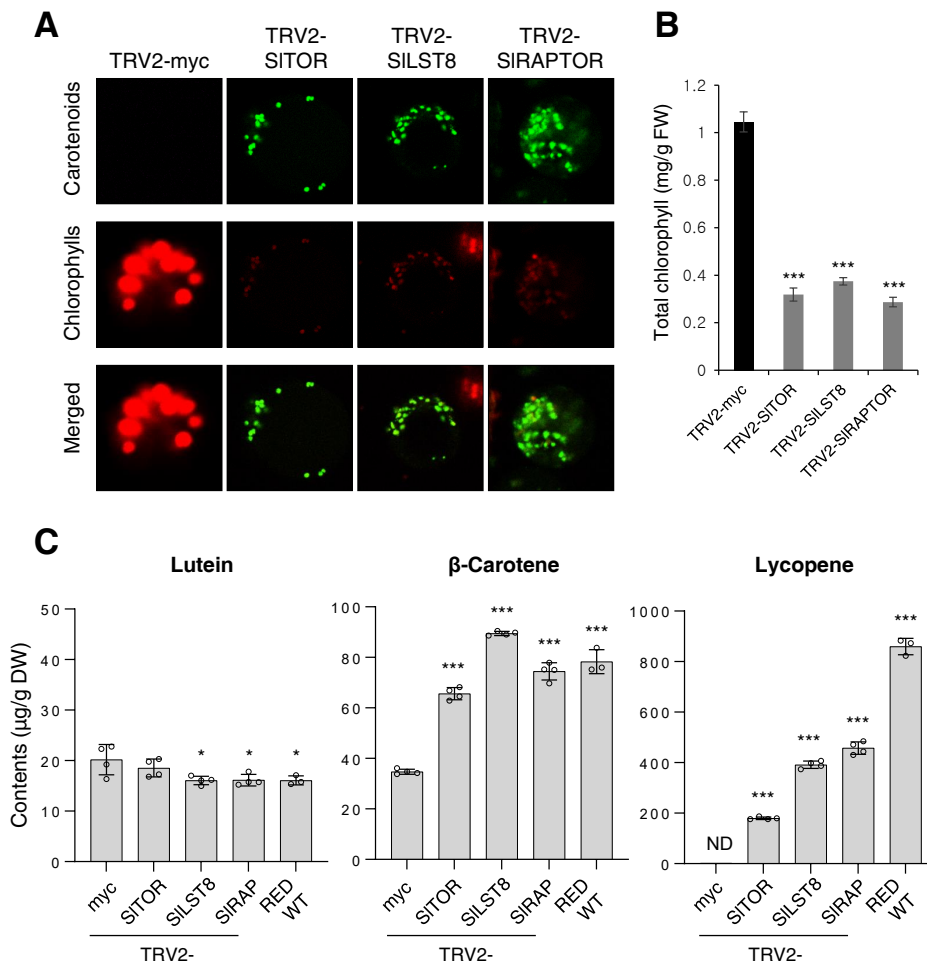 A
TRV2-myc
TRV2-
SlTOR
TRV2-
SlLST8
TRV2-
SlRAPTOR
Carotenoids
Chlorophylls
Merged
B
Total chlorophyll (mg/g FW)
1.2
1
0.8
0.6
0.4
0.2
0
***
***
***
TRV2-myc
TRV2-SlTOR
TRV2-SlLST8
TRV2-SlRAPTOR
C
Lutein
Contents (µg/g DW)
50
40
30
20
10
0
*
*
*
myc
SlTOR
SlLST8
SlRAP
RED
WT
TRV2-
β-Carotene
100
80
60
40
20
0
***
***
***
***
myc
SlTOR
SlLST8
SlRAP
RED
WT
TRV2-
Lycopene
1000
800
600
400
200
0
ND
***
***
***
***
myc
SlTOR
SlLST8
SlRAP
RED
WT
TRV2-